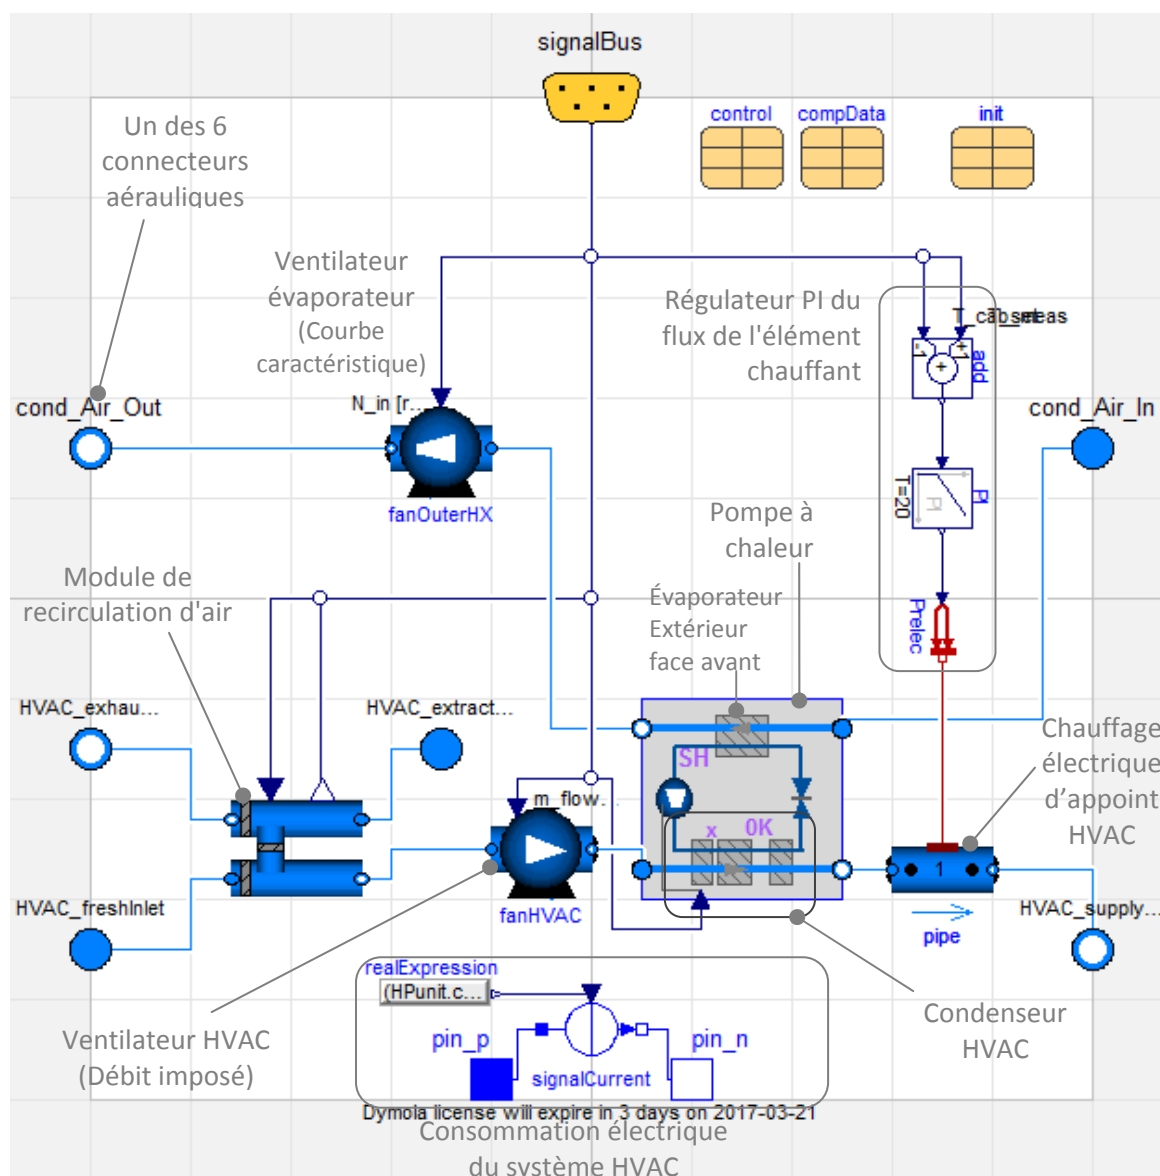 signalBus
control
compData
init
Un des 6
connecteurs
aérauliques
Ventilateur
évaporateur
(Courbe
caractéristique)
Régulateur PI du
flux de l'élément
chauffant
add
cond_Air_Out
N_in [r...
cond_Air_In
fanOuterHX
PI
PI
T=20
Pompe à
chaleur
Module de
recirculation d'air
Évaporateur
Extérieur
face avant
Prelec
HVAC_exhau...
HVAC_extract...
Chauffage
électrique
d’appoint
HVAC
SH
m_flow...
x
0K
1
HVAC_freshInlet
fanHVAC
pipe
HVAC_supply...
realExpression
(HPunit.c...
Condenseur
HVAC
Ventilateur HVAC
(Débit imposé)
pin_p
pin_n
signalCurrent
Dymola license will expire in 3 days on 2017-03-21
Consommation électrique
du système HVAC